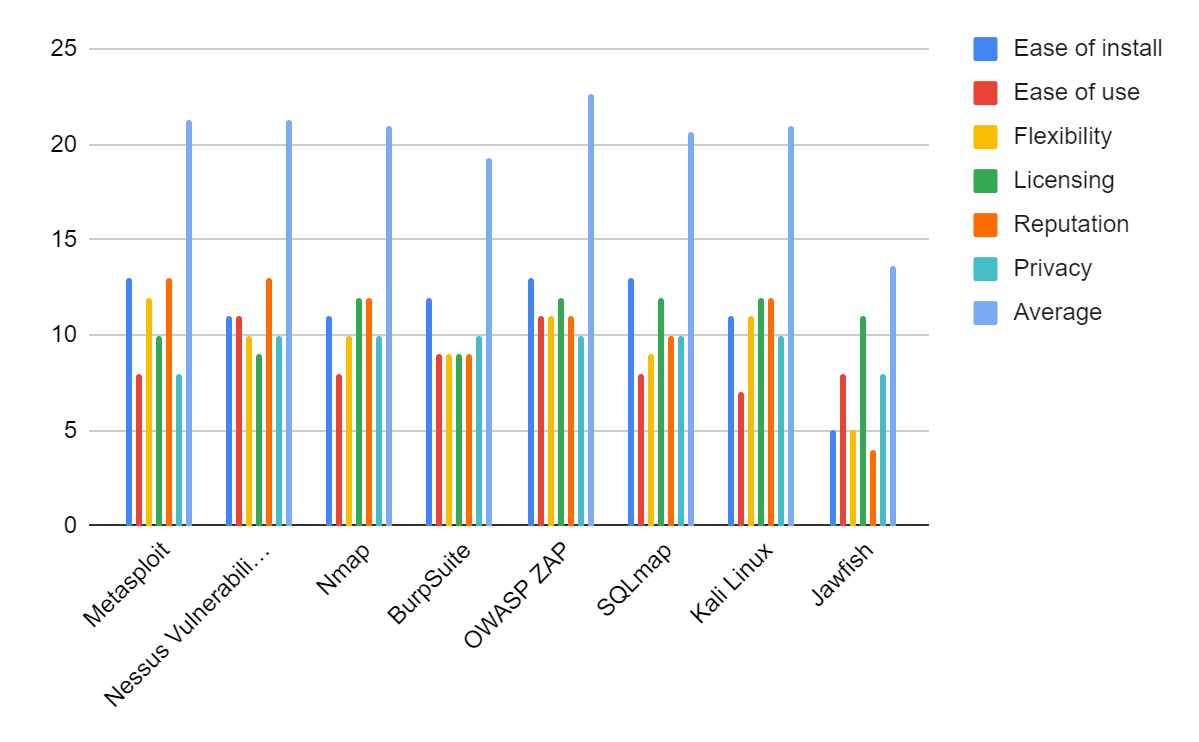 25
20
15
10
5
0
Metasploit
Nessus Vulnerabili...
Nmap
BurpSuite
OWASP ZAP
SQLmap
Kali Linux
Jawfish
Ease of install
Ease of use
Flexibility
Licensing
Reputation
Privacy
Average